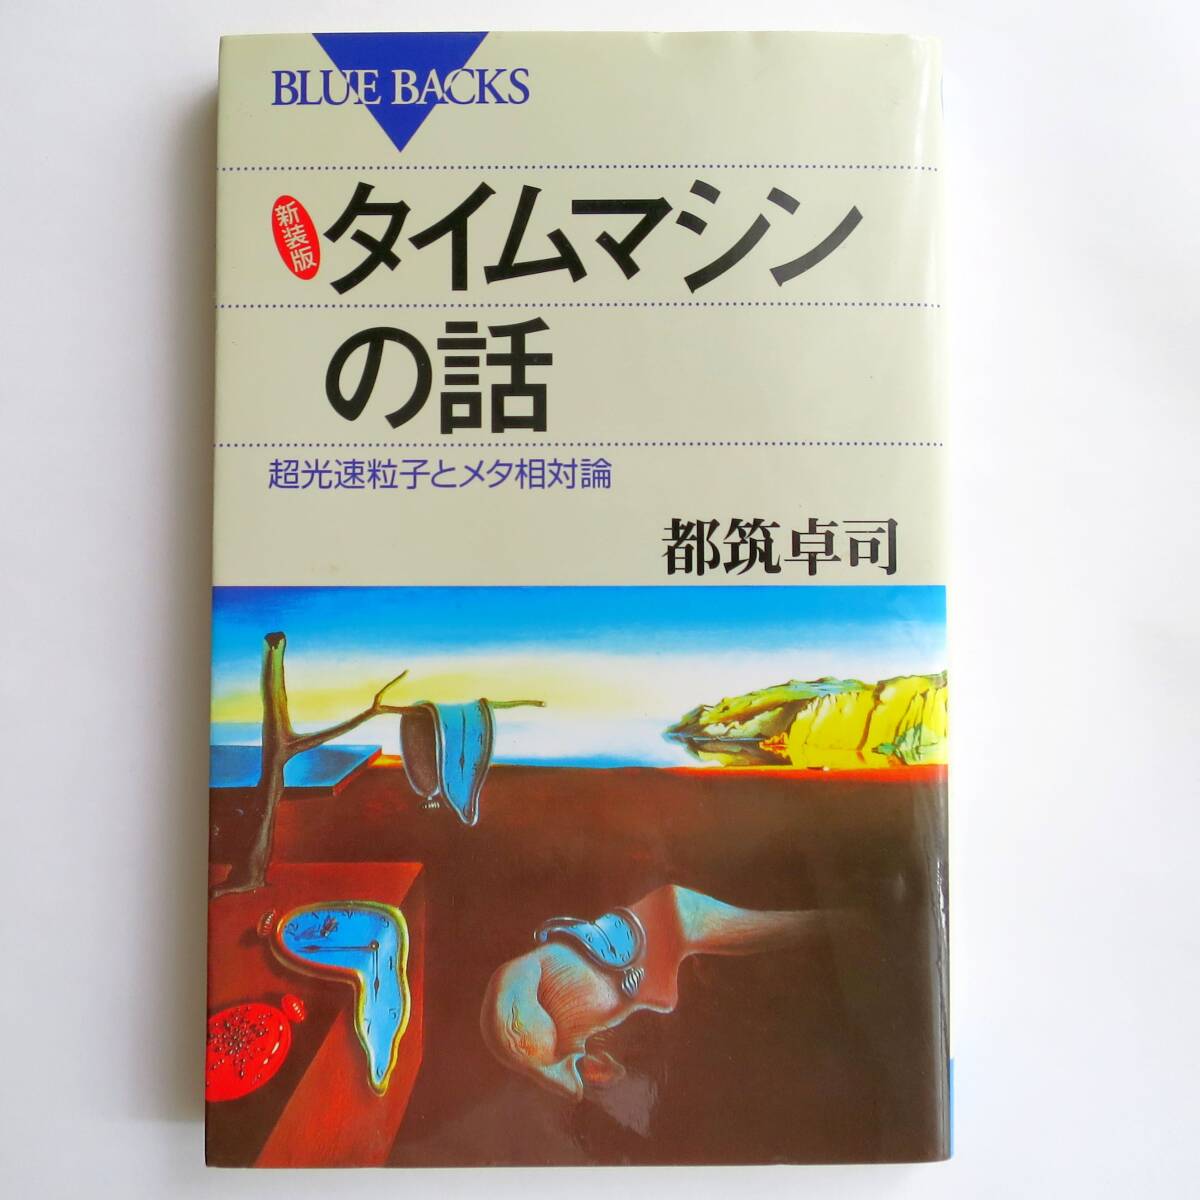 BLUE BACKS
新装版
タイムマシン
の話
超光速粒子とメタ相対論
都筑卓司